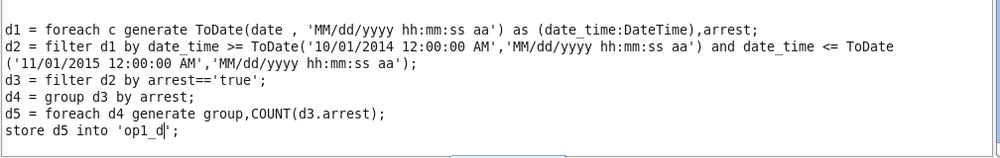 d1 = foreach c generate ToDate(date , 'MM/dd/yyyy hh:mm:ss aa') as (date_time:DateTime),arrest;
d2 = filter d1 by date_time >= ToDate('10/01/2014 12:00:00 AM','MM/dd/yyyy hh:mm:ss aa') and date_time <= ToDate
('11/01/2015 12:00:00 AM','MM/dd/yyyy hh:mm:ss aa');
d3 = filter d2 by arrest=='true';
d4 = group d3 by arrest;
d5 = foreach d4 generate group,COUNT(d3.arrest);
store d5 into 'op1_d';